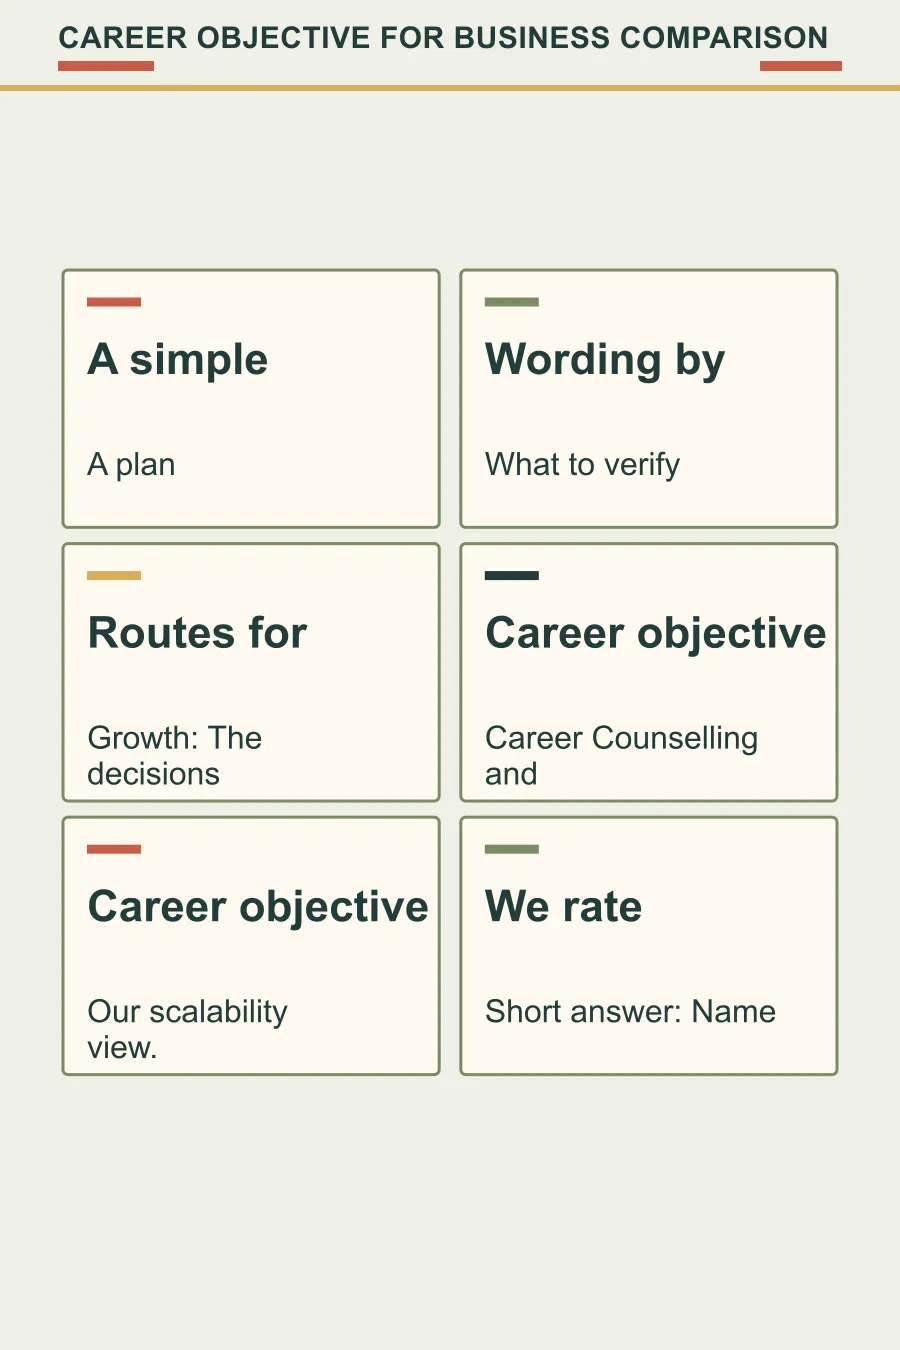 CAREER OBJECTIVE FOR BUSINESS COMPARISON
A simple
A plan
Wording by
What to verify
Routes for
Growth: The
decisions
Career objective
Career Counselling
and
Career objective
Our scalability
view.
We rate
Short answer: Name